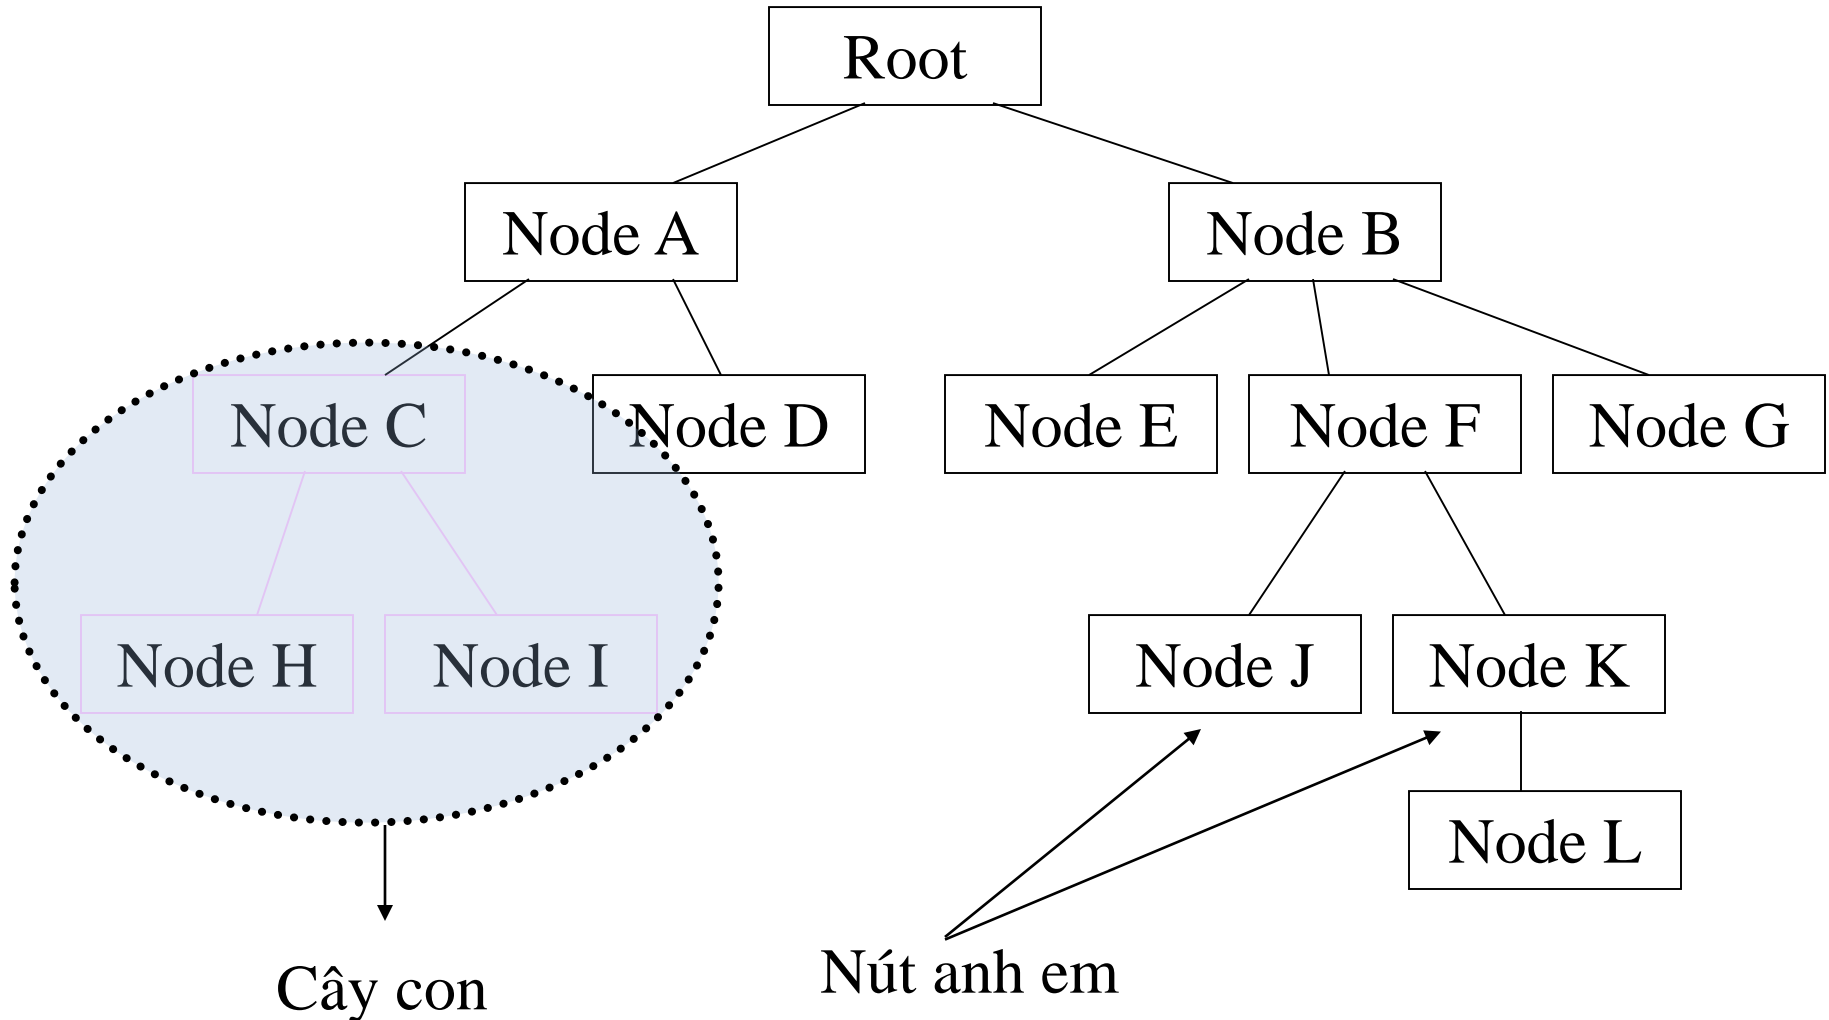 Root
Node A
Node B
Node C
Node D
Node E
Node F
Node G
Node H
Node I
Node J
Node K
Node L
Nút anh em
Cây con